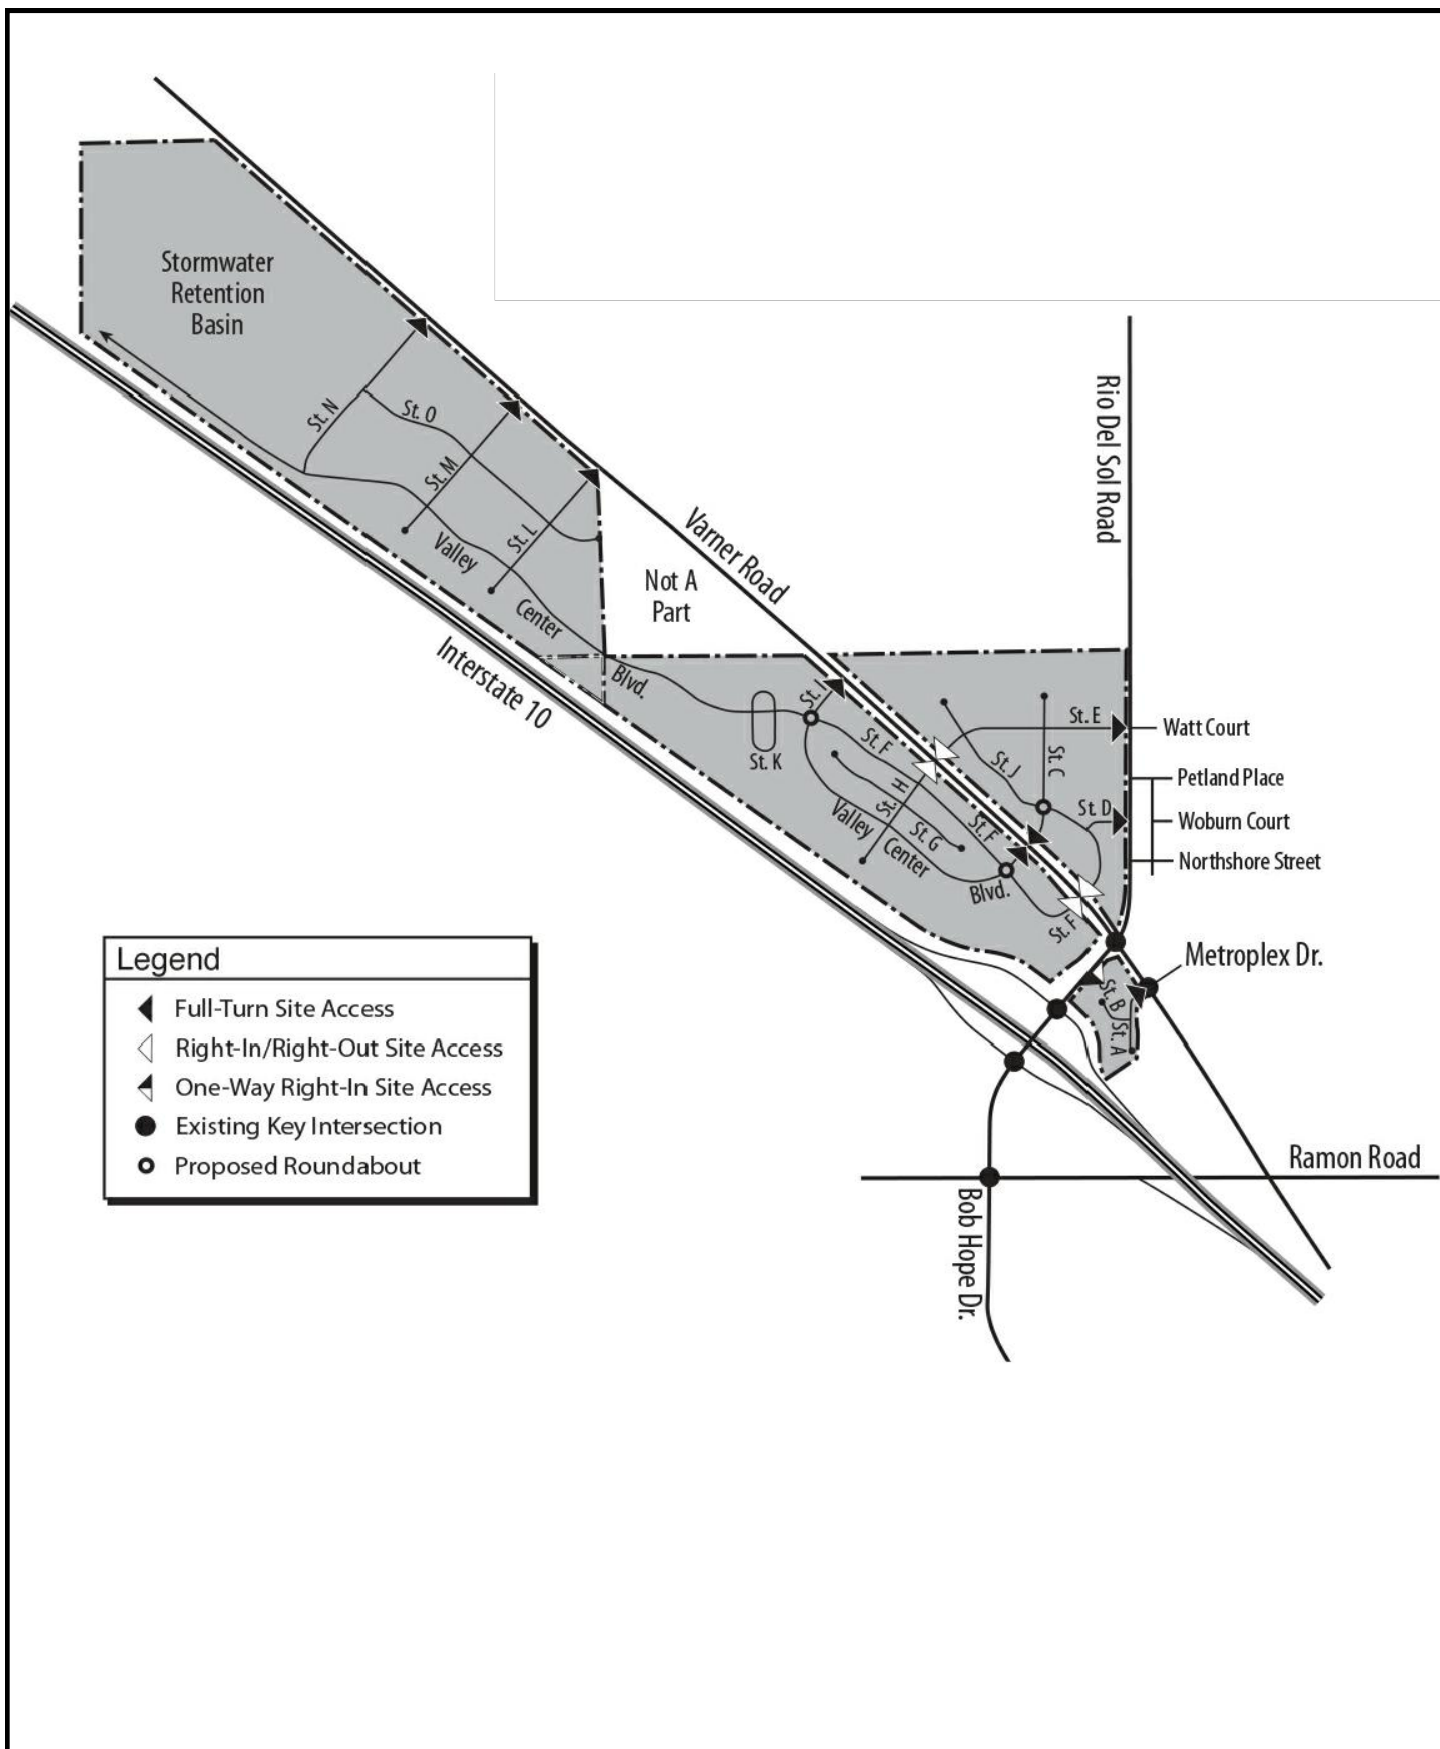 Stormwater
Retention
Basin
St. N
St. O
St. M
St. L
Valley
Center
Blvd.
Interstate 10
Not A
Part
Varner Road
Rio Del Sol Road
St. I
St. K
St. F
St. H
St. G
St. F
Valley
Center
Blvd.
St. F
St. J
St. C
St. E
St. D
Watt Court
Petland Place
Woburn Court
Northshore Street
Metroplex Dr.
St. B
St. A
Ramon Road
Bob Hope Dr.
Legend
Full-Turn Site Access
Right-In/Right-Out Site Access
One-Way Right-In Site Access
Existing Key Intersection
Proposed Roundabout